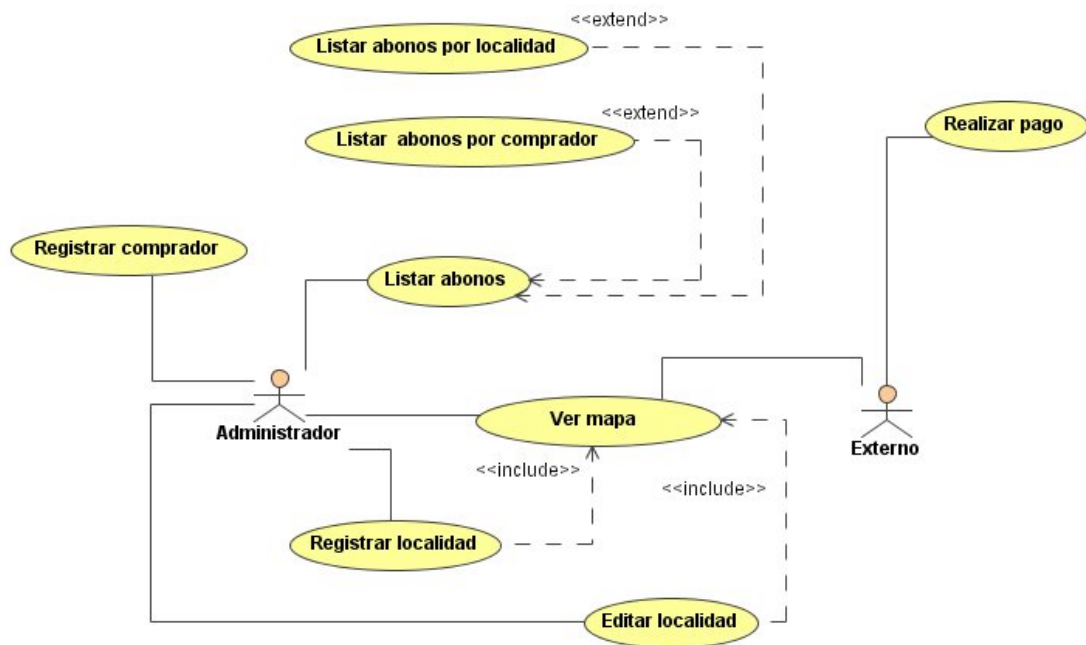 <<extend>>
Listar abonos por localidad
<<extend>>
Listar abonos por comprador
Realizar pago
Registrar comprador
Listar abonos
Ver mapa
Administrador
Externo
<<include>>
<<include>>
Registrar localidad
Editar localidad